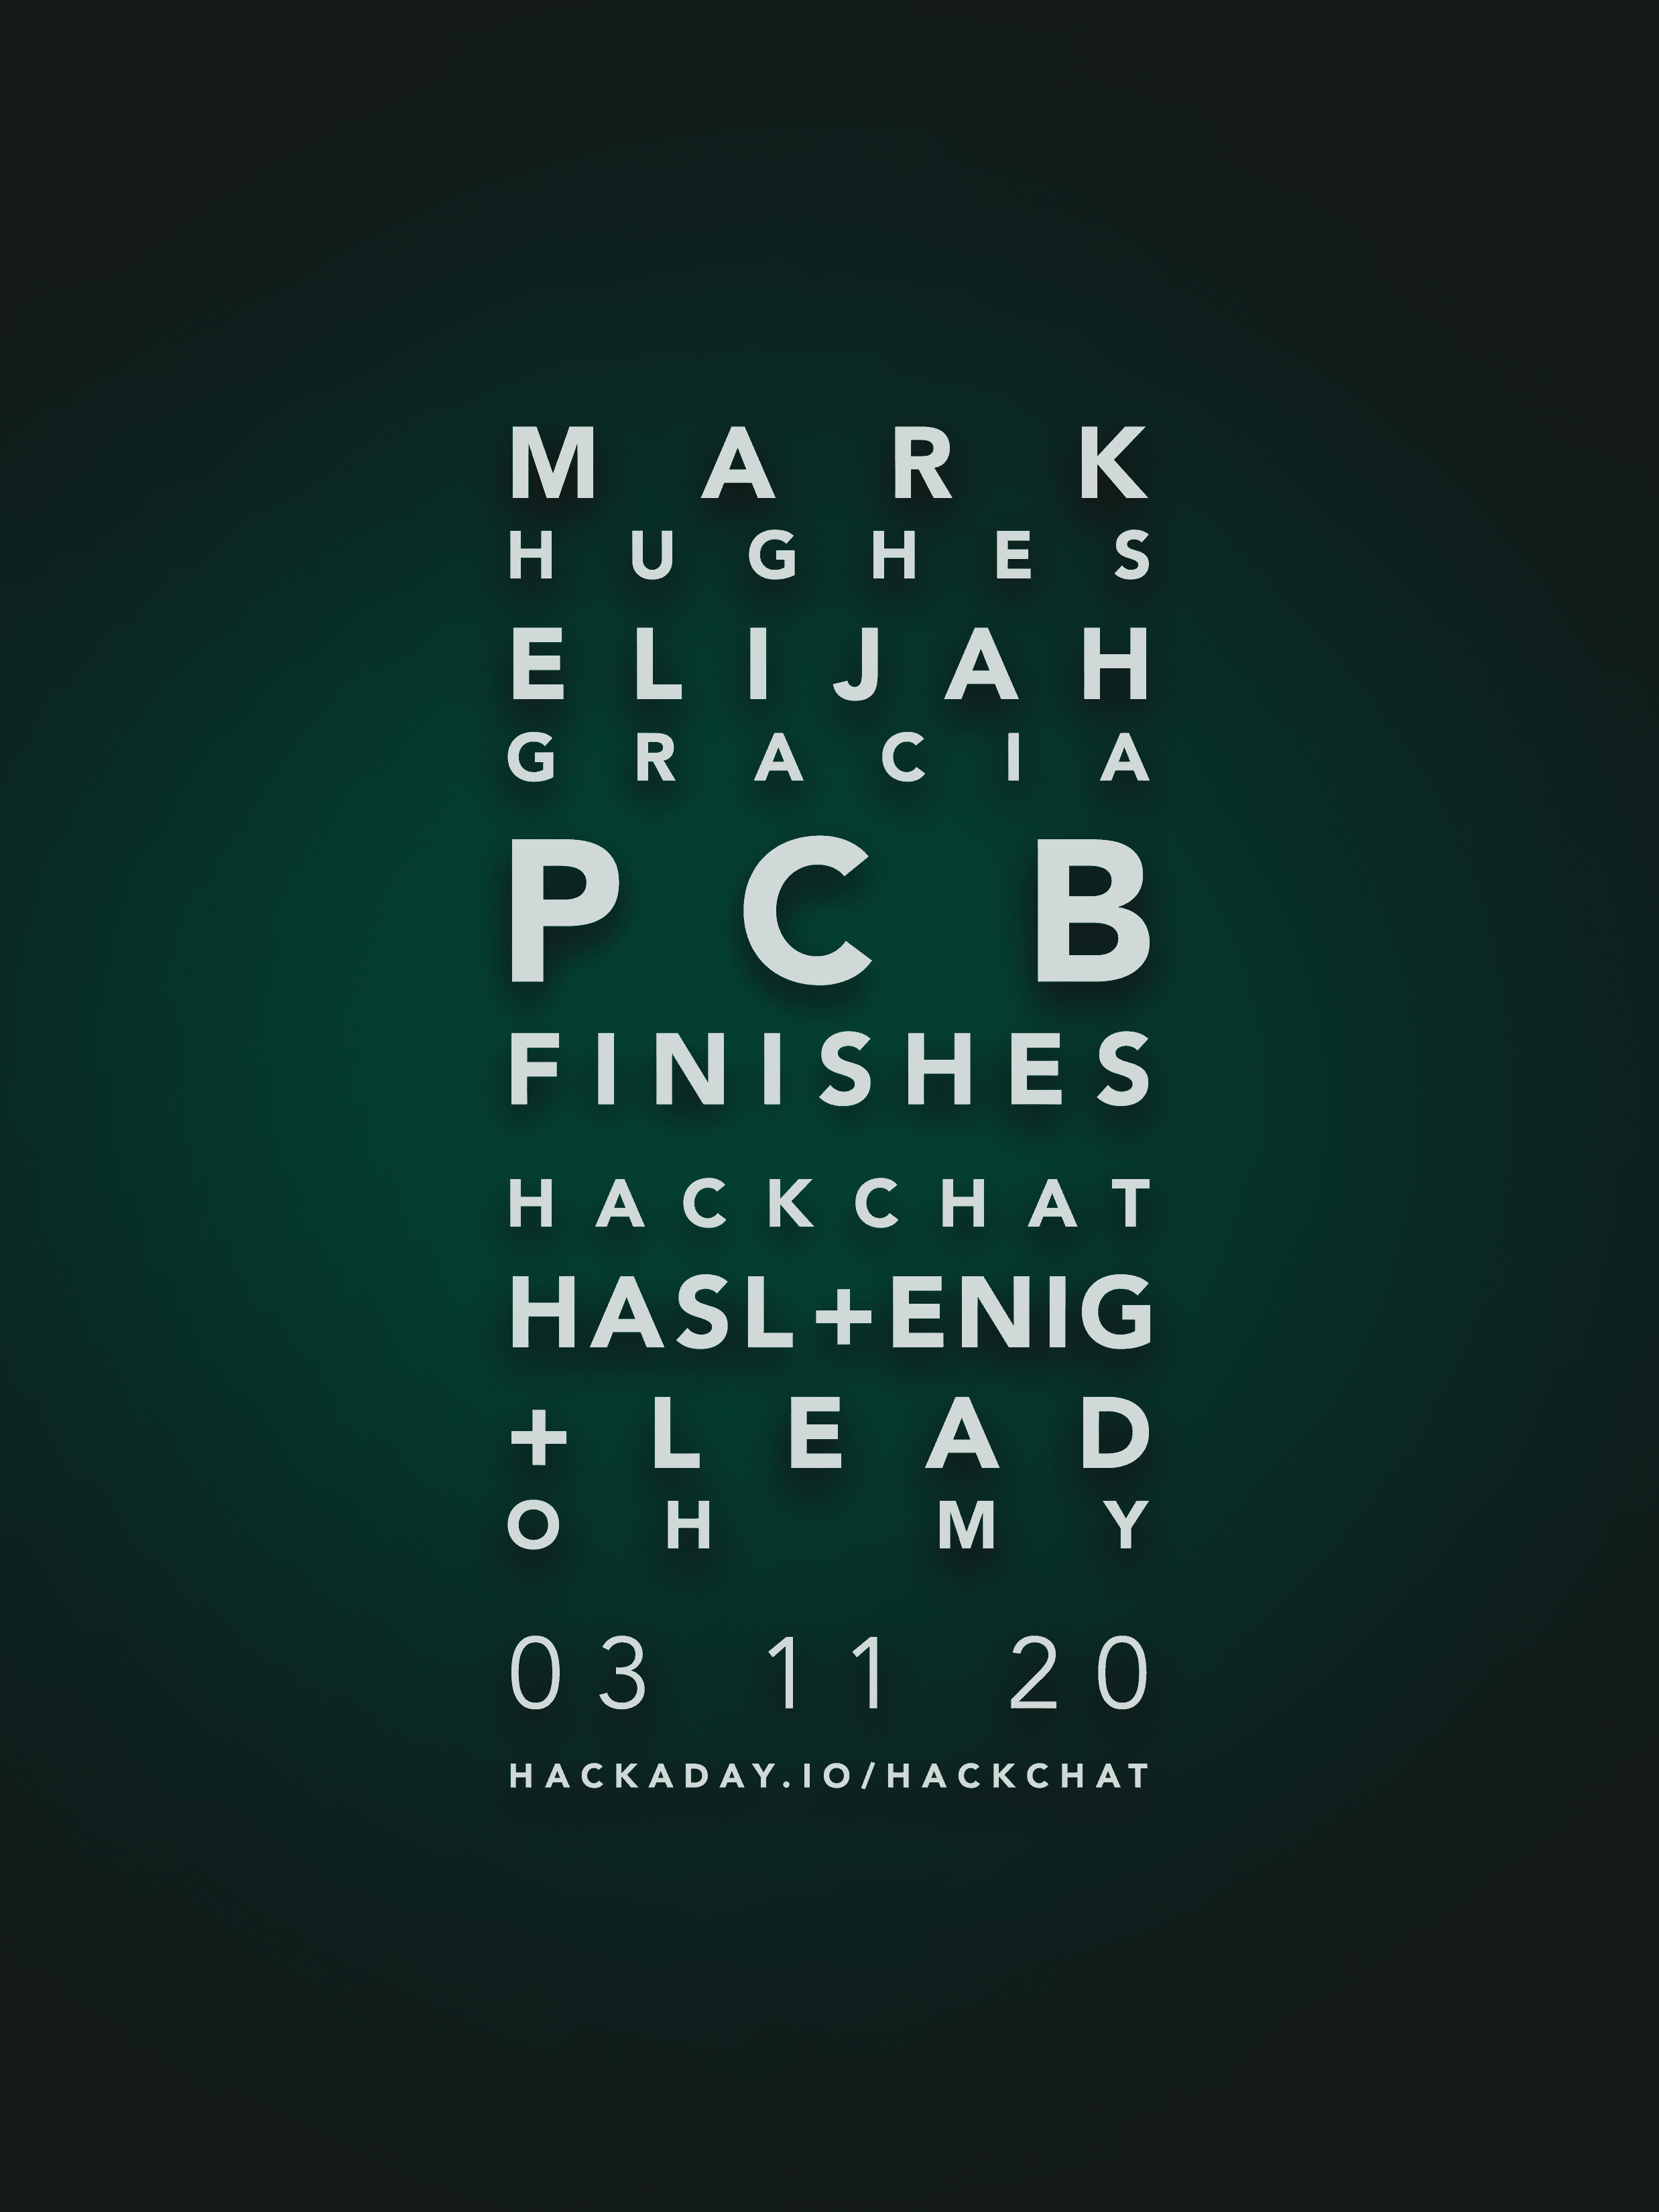 MARK
HUGHES
ELIJAH
GRACIA
PCB
FINISHES
HACKCHAT
HASL+ENIG
+LEAD
OH MY
03 11 20
HACKADAY.IO/HACKCHAT